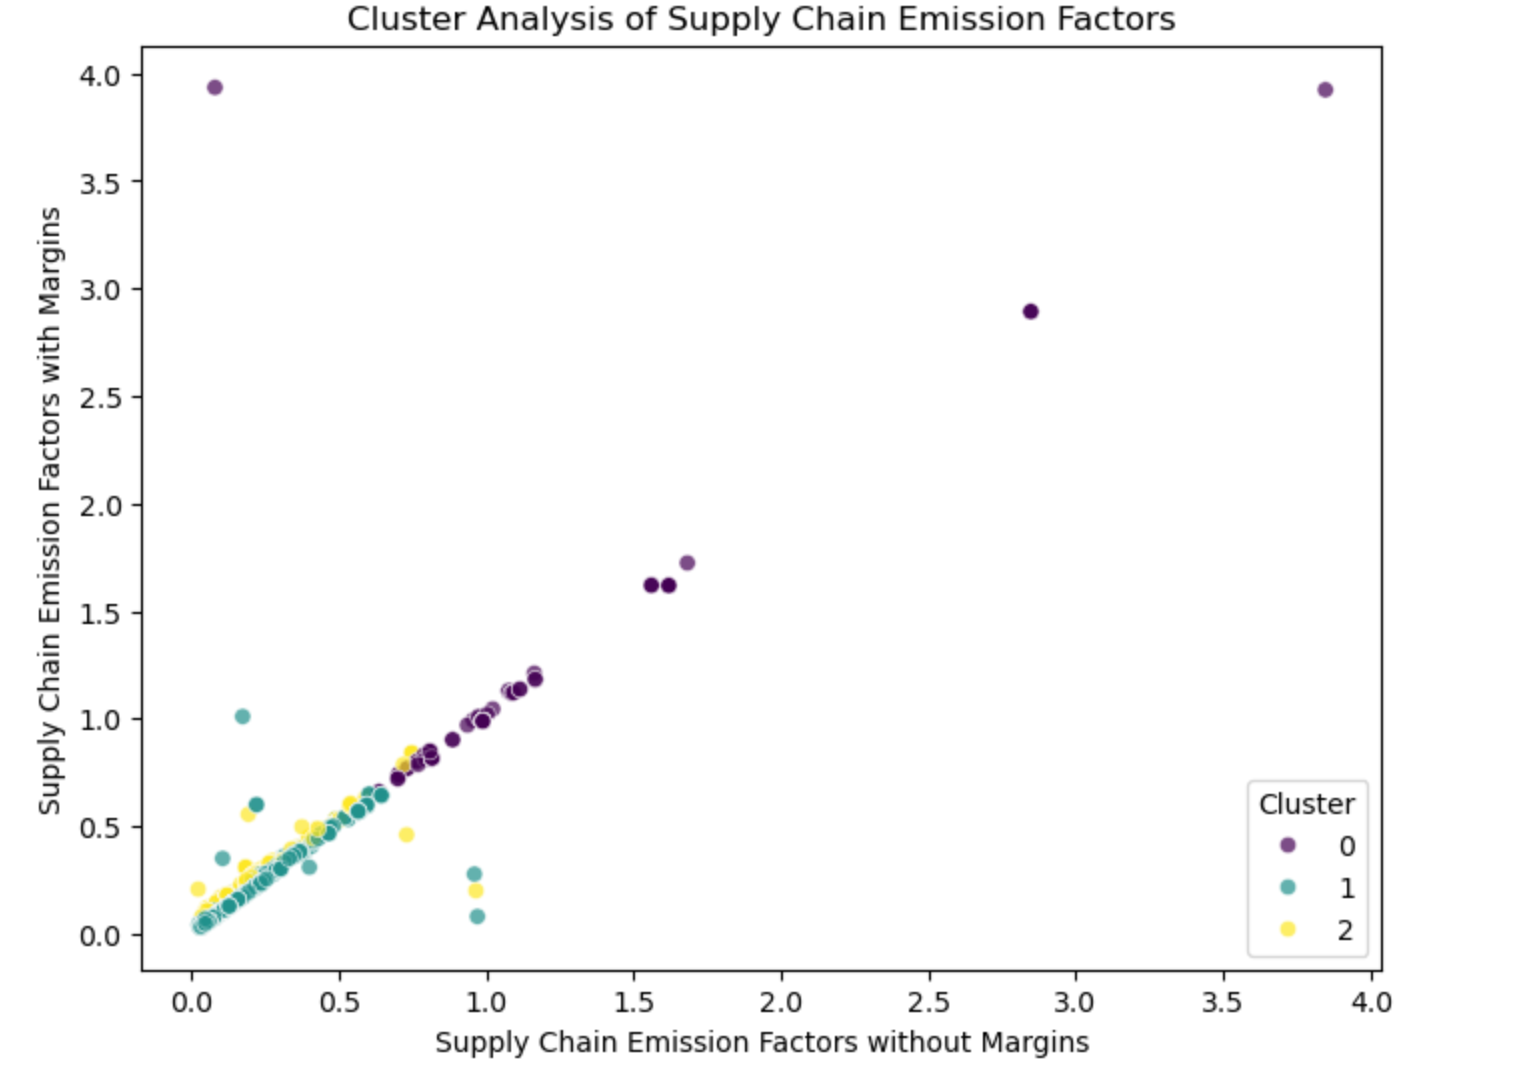 Cluster Analysis of Supply Chain Emission Factors
Supply Chain Emission Factors with Margins
4.0
3.5
3.0
2.5
2.0
1.5
1.0
0.5
0.0
Cluster
0
1
2
0.0 0.5 1.0 1.5 2.0 2.5 3.0 3.5 4.0
Supply Chain Emission Factors without Margins